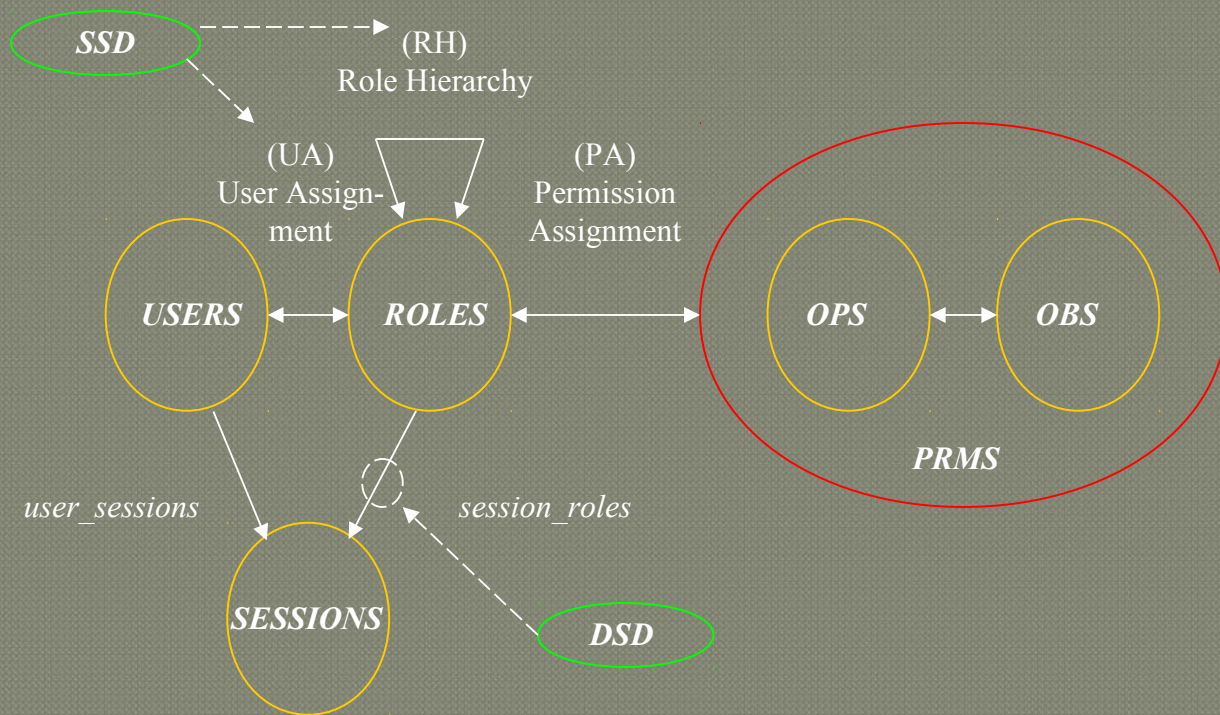 SSD
(RH)
Role Hierarchy
(UA)
User Assign-
ment
(PA)
Permission
Assignment
USERS
ROLES
OPS
OBS
PRMS
user_sessions
session_roles
SESSIONS
DSD